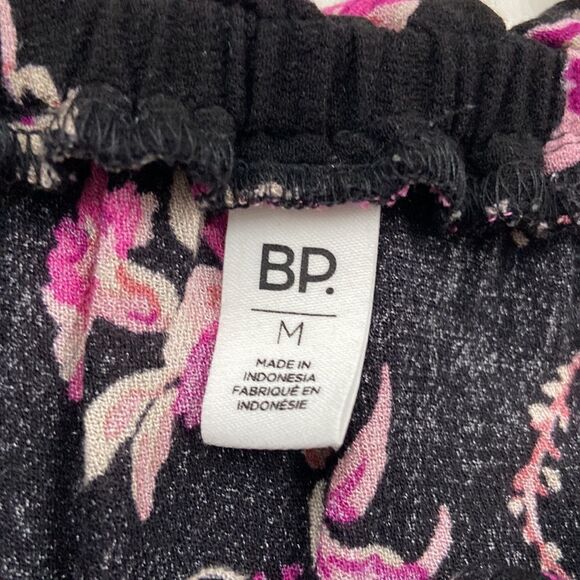 BP.
M
MADE IN
INDONESIA
FABRIQUÉ EN
INDONÉSIE